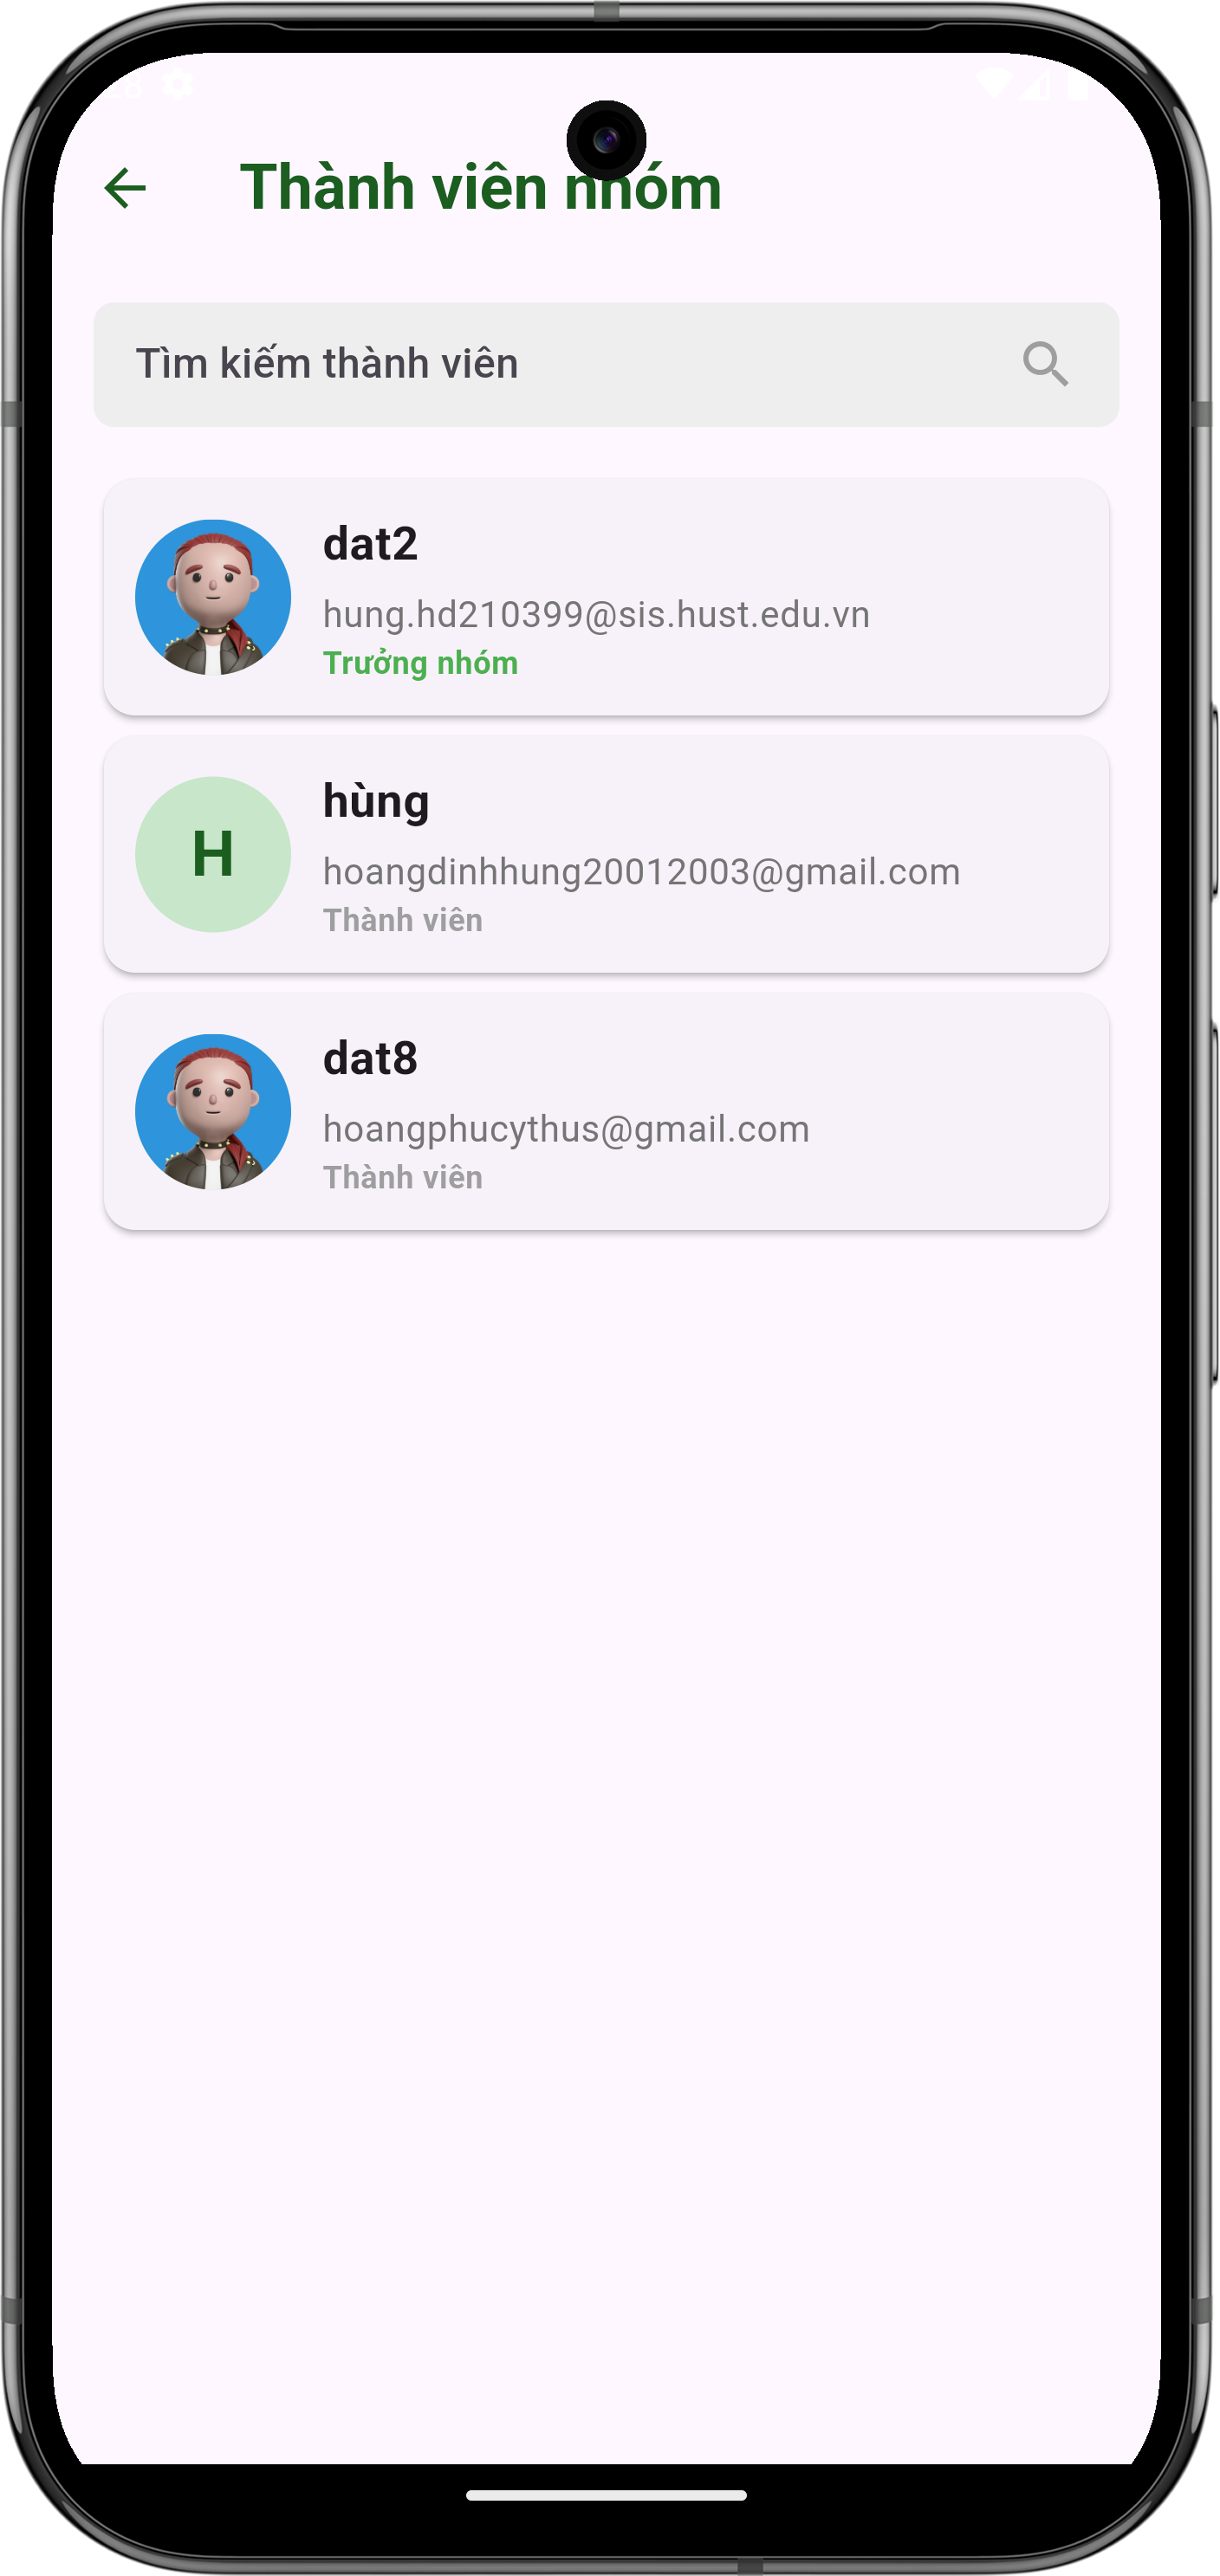 Thành viên nhóm
Tìm kiếm thành viên
dat2
hung.hd210399@sis.hust.edu.vn
Trưởng nhóm
H
hùng
hoangdinhhung20012003@gmail.com
Thành viên
dat8
hoangphucythus@gmail.com
Thành viên